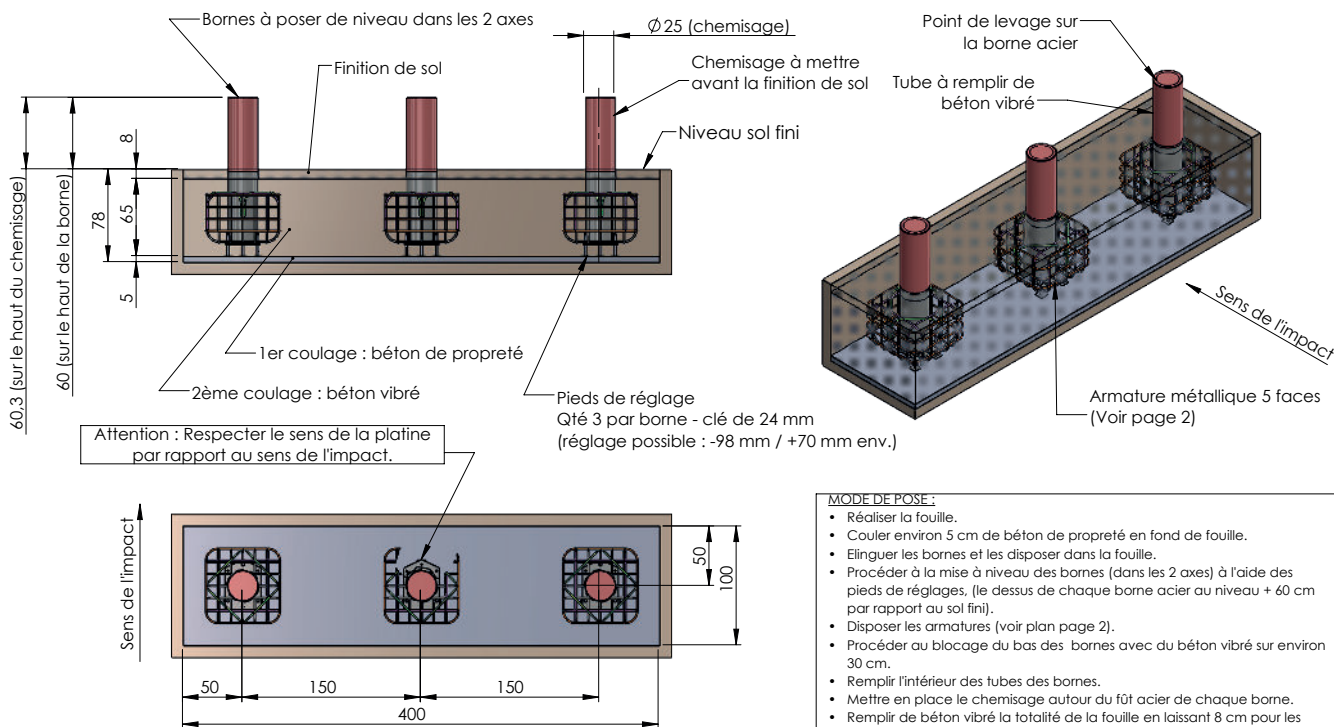 Bornes à poser de niveau dans les 2 axes
Finition de sol
Ø 25 (chemisage)
Chemisage à mettre
avant la finition de sol
Niveau sol fini
60,3 (sur le haut du chemisage)
60 (sur le haut de la borne)
8
78
65
5
1er coulage : béton de propreté
2ème coulage : béton vibré
Pieds de réglage
Qté 3 par borne - clé de 24 mm
(réglage possible : -98 mm / +70 mm env.)
Point de levage sur
la borne acier
Tube à remplir de
béton vibré
Sens de l'impact
Armature métallique 5 faces
(Voir page 2)
Attention : Respecter le sens de la platine
par rapport au sens de l'impact.
Sens de l'impact
50
100
50
150
150
400
MODE DE POSE :
• Réaliser la fouille.
• Couler environ 5 cm de béton de propreté en fond de fouille.
• Elinguer les bornes et les disposer dans la fouille.
• Procéder à la mise à niveau des bornes (dans les 2 axes) à l'aide des
pieds de réglages, (le dessus de chaque borne acier au niveau + 60 cm
par rapport au sol fini).
• Disposer les armatures (voir plan page 2).
• Procéder au blocage du bas des bornes avec du béton vibré sur environ
30 cm.
• Remplir l'intérieur des tubes des bornes.
• Mettre en place le chemisage autour du fût acier de chaque borne.
• Remplir de béton vibré la totalité de la fouille en laissant 8 cm pour les